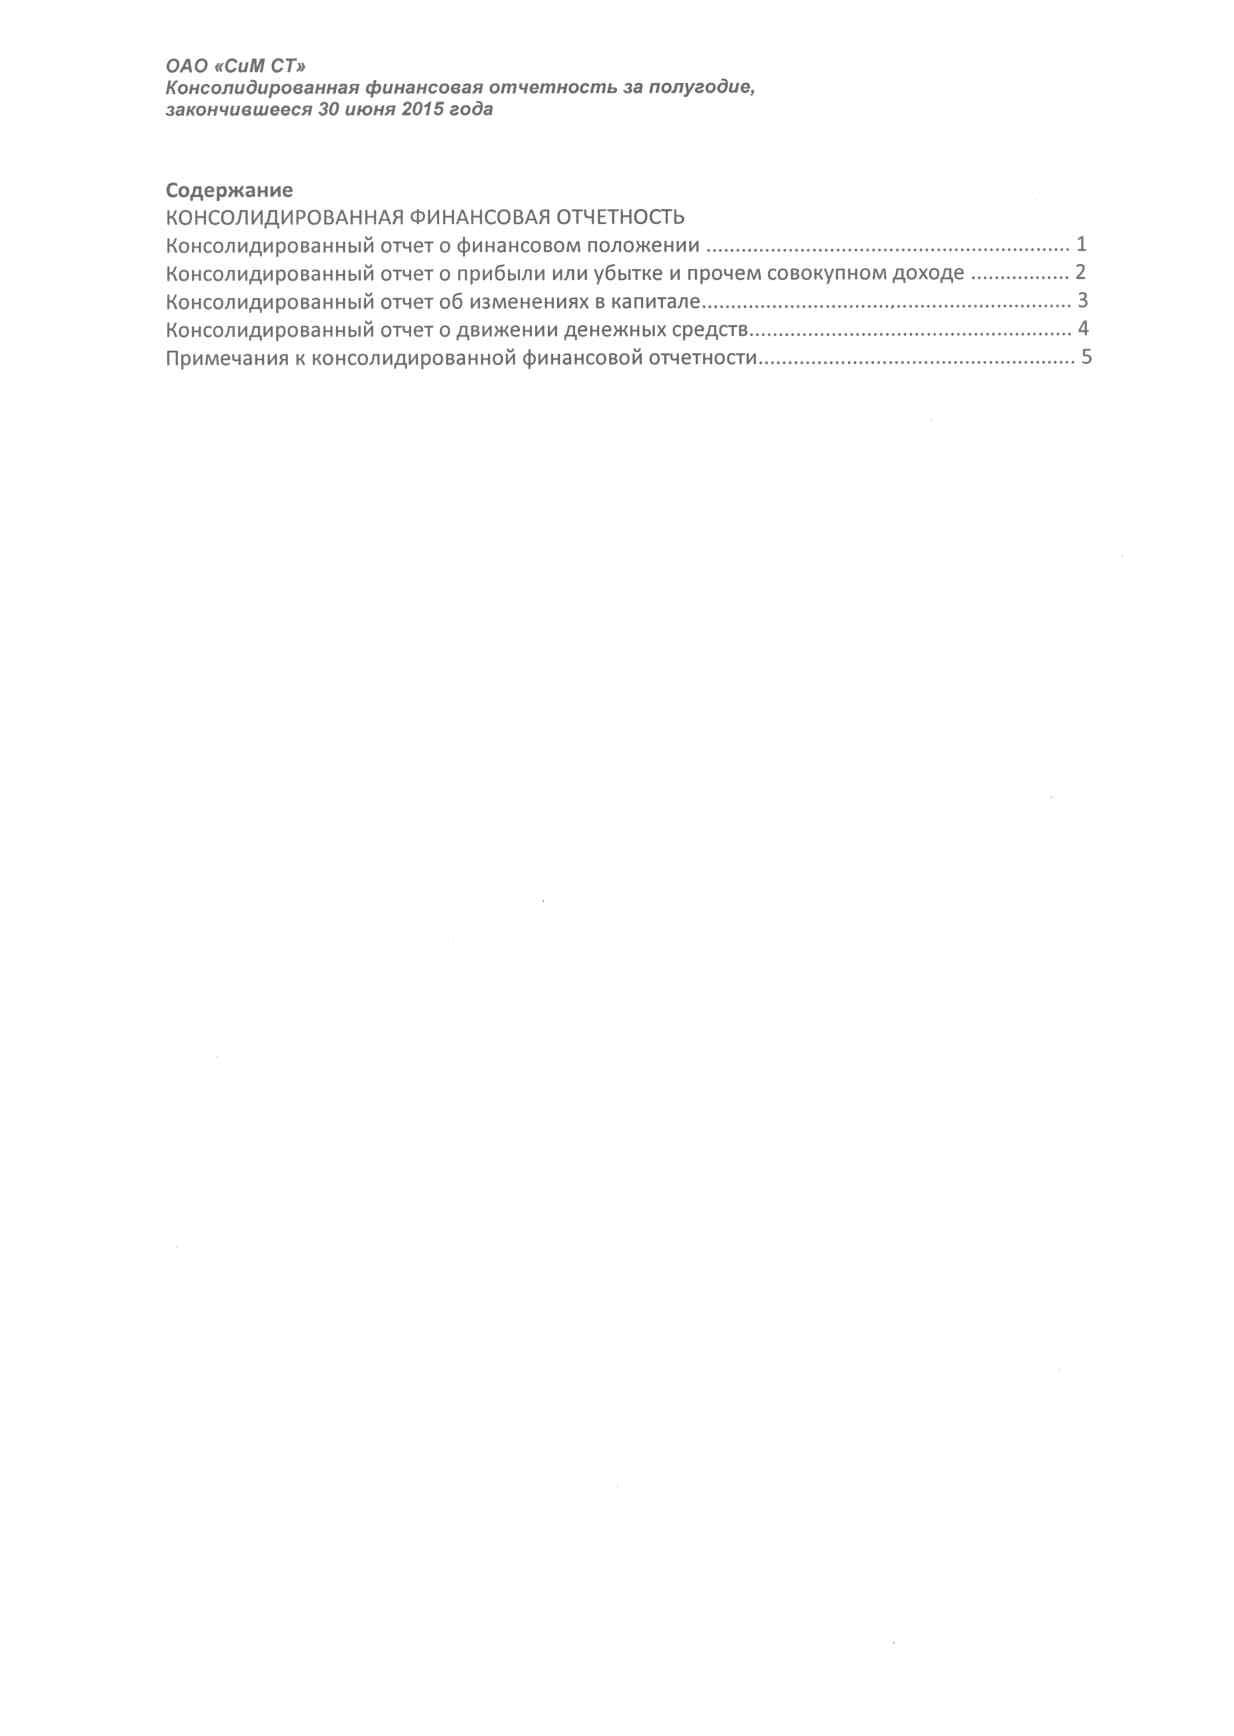 ОАО «СиМ СТ»
Консолидированная финансовая отчетность за полугодие,
закончившееся 30 июня 2015 года
Содержание
КОНСОЛИДИРОВАННАЯ ФИНАНСОВАЯ ОТЧЕТНОСТЬ
Консолидированный отчет о финансовом положении .............................................................. 1
Консолидированный отчет о прибыли или убытке и прочем совокупном доходе ................. 2
Консолидированный отчет об изменениях в капитале............................................................... 3
Консолидированный отчет о движении денежных средств....................................................... 4
Примечания к консолидированной финансовой отчетности...................................................... 5